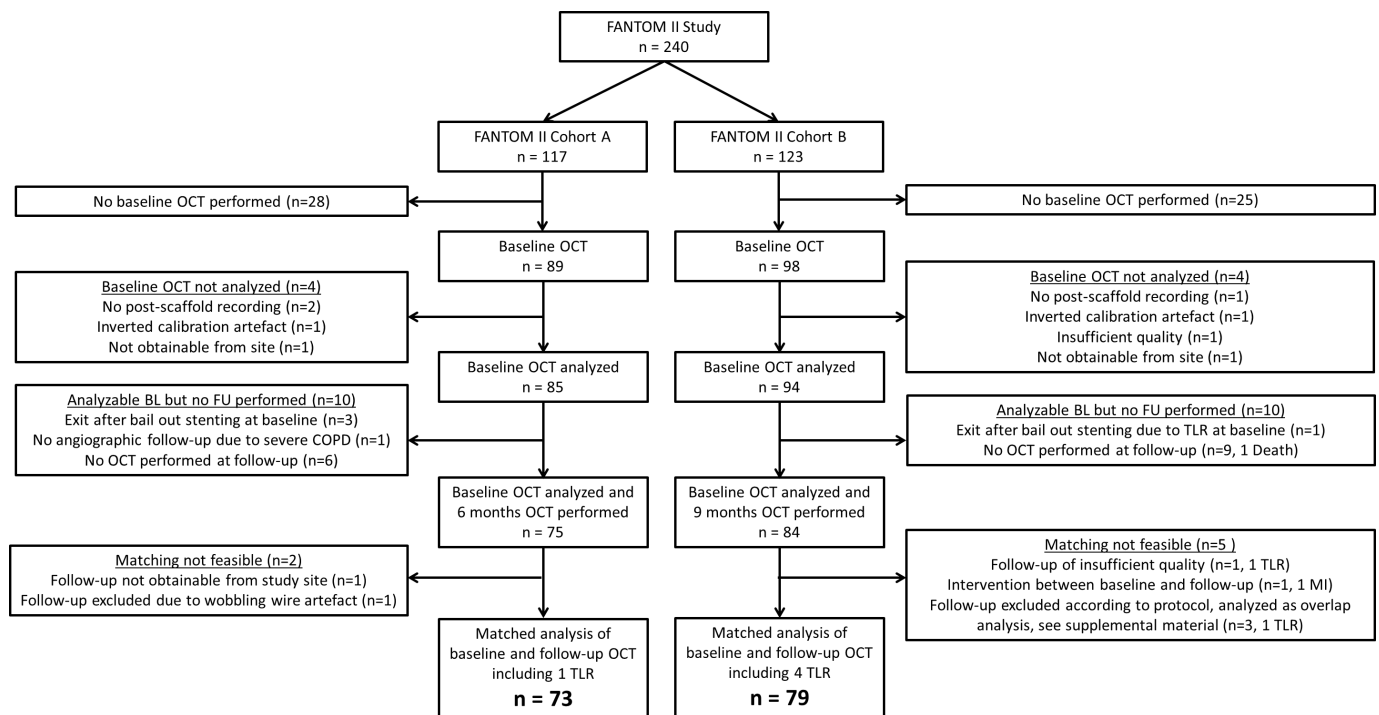 FANTOM II Study
n = 240
FANTOM II Cohort A
n = 117
FANTOM II Cohort B
n = 123
No baseline OCT performed (n=28)
No baseline OCT performed (n=25)
Baseline OCT
n = 89
Baseline OCT
n = 98
Baseline OCT not analyzed (n=4)
No post-scaffold recording (n=2)
Inverted calibration artefact (n=1)
Not obtainable from site (n=1)
Baseline OCT not analyzed (n=4)
No post-scaffold recording (n=1)
Inverted calibration artefact (n=1)
Insufficient quality (n=1)
Not obtainable from site (n=1)
Baseline OCT analyzed
n = 85
Baseline OCT analyzed
n = 94
Analyzable BL but no FU performed (n=10)
Exit after bail out stenting at baseline (n=3)
No angiographic follow-up due to severe COPD (n=1)
No OCT performed at follow-up (n=6)
Analyzable BL but no FU performed (n=10)
Exit after bail out stenting due to TLR at baseline (n=1)
No OCT performed at follow-up (n=9, 1 Death)
Baseline OCT analyzed and
6 months OCT performed
n = 75
Baseline OCT analyzed and
9 months OCT performed
n = 84
Matching not feasible (n=2)
Follow-up not obtainable from study site (n=1)
Follow-up excluded due to wobbling wire artefact (n=1)
Matching not feasible (n=5 )
Follow-up of insufficient quality (n=1, 1 TLR)
Intervention between baseline and follow-up (n=1, 1 MI)
Follow-up excluded according to protocol, analyzed as overlap
analysis, see supplemental material (n=3, 1 TLR)
Matched analysis of
baseline and follow-up OCT
including 1 TLR
n = 73
Matched analysis of
baseline and follow-up OCT
including 4 TLR
n = 79